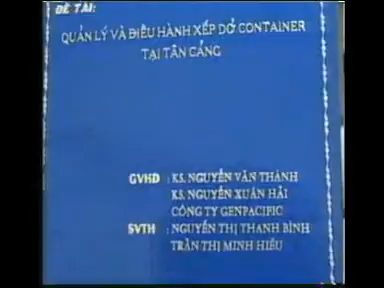 ĐỀ TÀI:
QUẢN LÝ VÀ ĐIỀU HÀNH XẾP DỞ CONTAINER
TẠI TÂN CẢNG
GVHD : KS. NGUYỄN VĂN THÀNH
KS. NGUYỄN XUÂN HẢI
CÔNG TY GENPACIFIC
SVTH : NGUYỄN THỊ THANH BÌNH
TRẦN THỊ MINH HIẾU